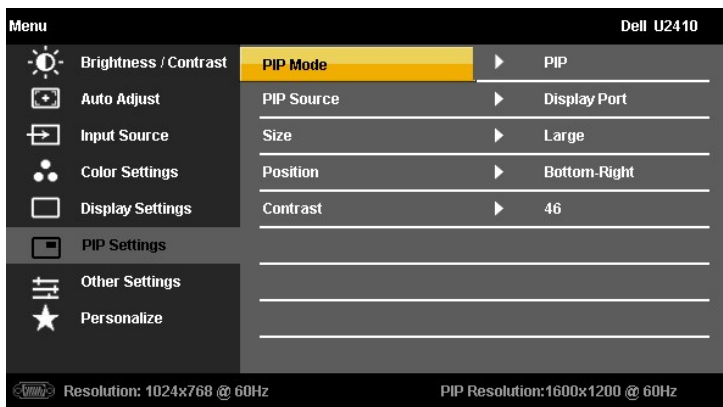 Menu Dell U2410
Brightness / Contrast PIP Mode PIP
Auto Adjust PIP Source Display Port
Input Source Size Large
Color Settings Position Bottom-Right
Display Settings Contrast 46
PIP Settings
Other Settings
Personalize
Resolution: 1024x768 @ 60Hz PIP Resolution:1600x1200 @ 60Hz